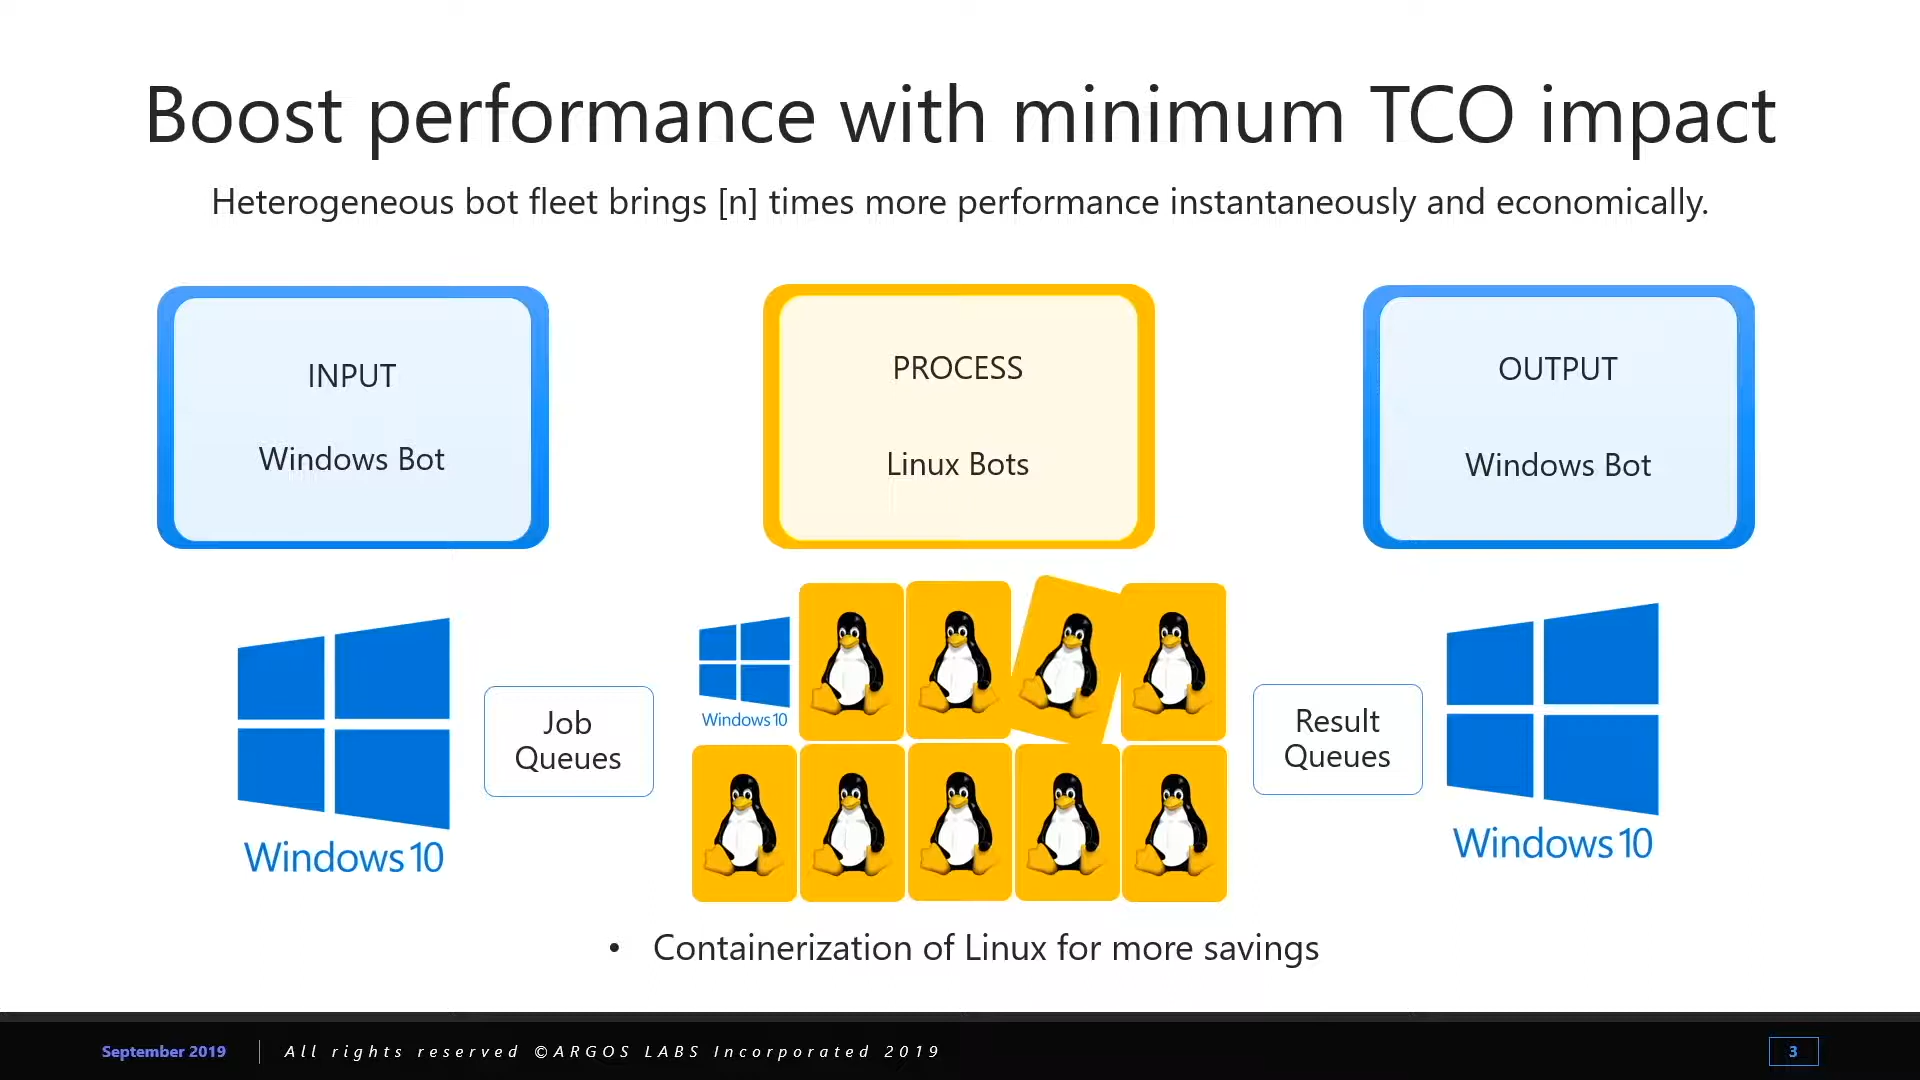 Boost performance with minimum TCO impact
Heterogeneous bot fleet brings [n] times more performance instantaneously and economically.
INPUT
Windows Bot
PROCESS
Linux Bots
OUTPUT
Windows Bot
Windows 10
Job
Queues
Windows 10
Result
Queues
Windows 10
• Containerization of Linux for more savings
September 2019
All rights reserved ©ARGOS LABS Incorporated 2019
3